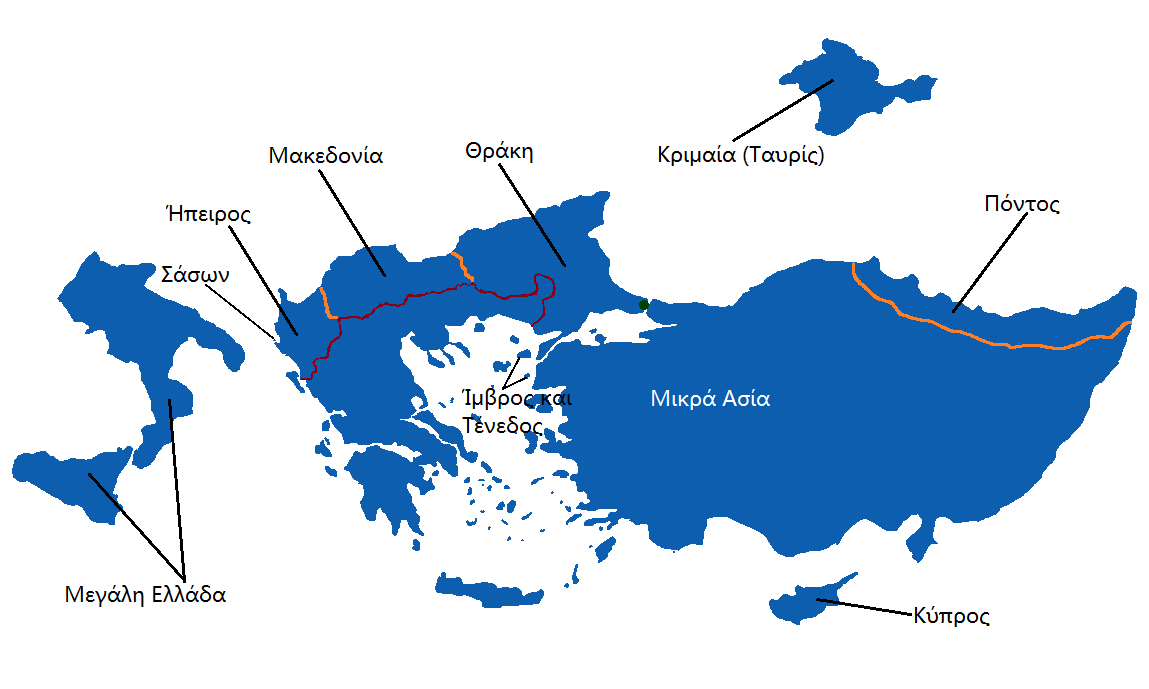 Κριμαία (Ταυρίς)
Μακεδονία
Θράκη
Πόντος
Ήπειρος
Σάσων
Ίμβρος και
Τένεδος
Μικρά Ασία
Μεγάλη Ελλάδα
Κύπρος